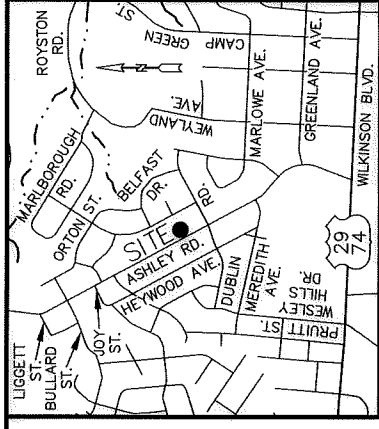 ROYSTON
RD.
CAMP
GREEN
ST.
MARLBOROUGH
RD.
WEYLAND
AVE.
MARLOWE AVE.
GREENLAND AVE.
WILKINSON BLVD.
ORTON ST.
BELFAST
DR.
SITE
ASHLEY RD.
HEYWOOD AVE.
DUBLIN
RD.
MEREDITH
AVE.
WESLEY
HILLS
DR.
PRUITT ST.
29
74
LIGGETT
ST.
BULLARD
ST.
JOY
ST.
N